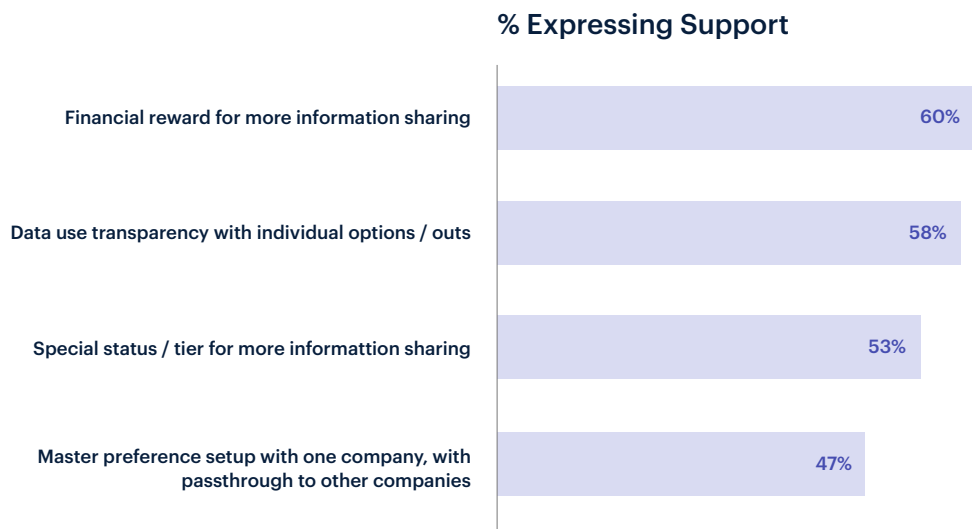 % Expressing Support
Financial reward for more information sharing
60%
Data use transparency with individual options / outs
58%
Special status / tier for more informattion sharing
53%
Master preference setup with one company, with
passthrough to other companies
47%